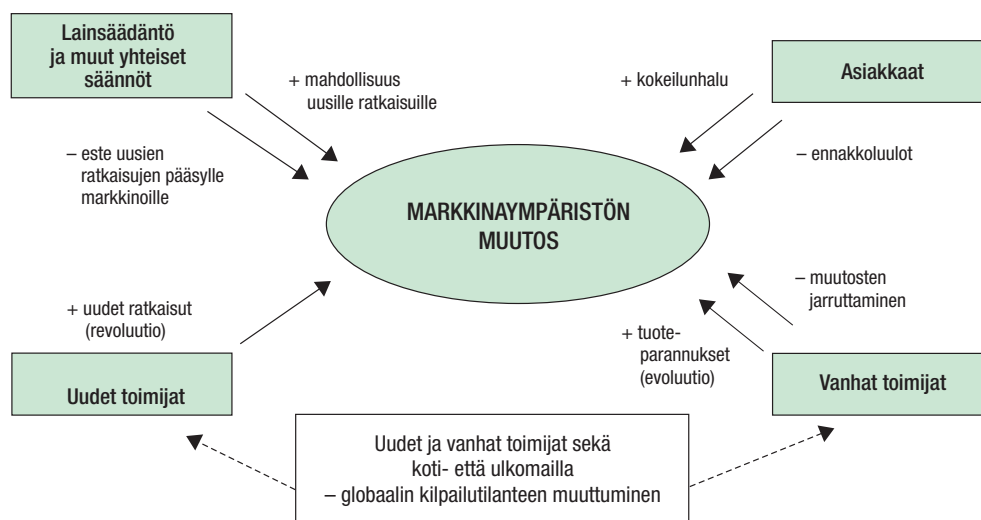 Lainsäädäntö
ja muut yhteiset
säännöt
+ mahdollisuus
uusille ratkaisuille
– este uusien
ratkaisujen pääsylle
markkinoille
+ kokeilunhalu
Asiakkaat
– ennakkoluulot
MARKKINAYMPÄRISTÖN
MUUTOS
+ uudet ratkaisut
(revoluutio)
Uudet toimijat
– muutosten
jarruttaminen
+ tuote-
parannukset
(evoluutio)
Vanhat toimijat
Uudet ja vanhat toimijat sekä
koti- että ulkomailla
– globaalin kilpailutilanteen muuttuminen